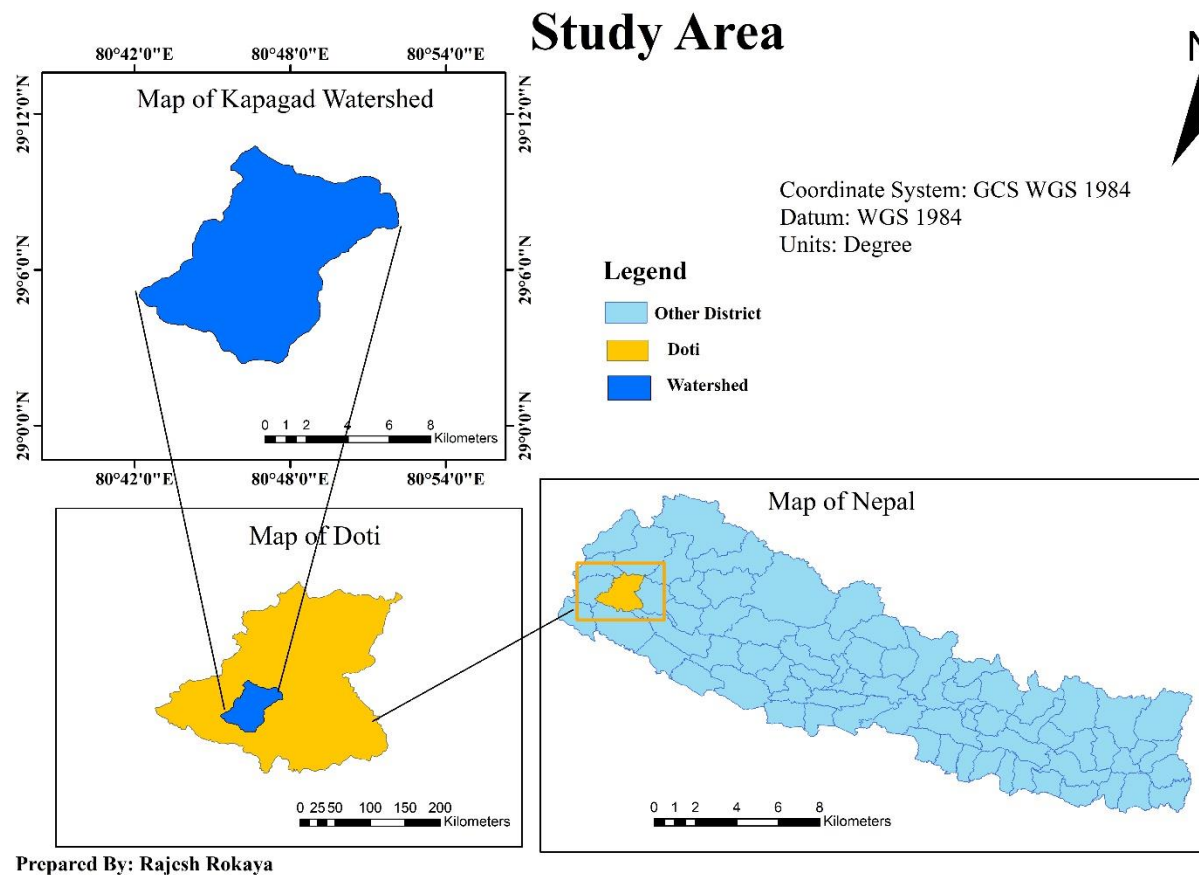 Study Area
N
80°42'0"E 80°48'0"E 80°54'0"E
Map of Kapagad Watershed
29°12'0"N 29°12'0"N
29°6'0"N 29°6'0"N
29°0'0"N 29°0'0"N
0 1 2 4 6 8
Kilometers
80°42'0"E 80°48'0"E 80°54'0"E
Coordinate System: GCS WGS 1984
Datum: WGS 1984
Units: Degree
Legend
Other District
Doti
Watershed
Map of Doti
0 25 50 100 150 200
Kilometers
Map of Nepal
0 1 2 4 6 8
Kilometers
Prepared By: Rajesh Rokaya